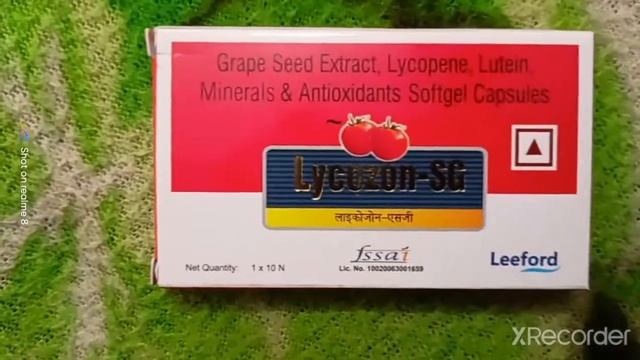 Grape Seed Extract, Lycopene, Lutein,
Minerals & Antioxidants Softgel Capsules
Lycozon-SG
लाइकोजोन-एसजी
Net Quantity: 1 x 10 N
fssai
Lic. No. 10020063001659
Leeford
Shot on realme 8
XRecorder